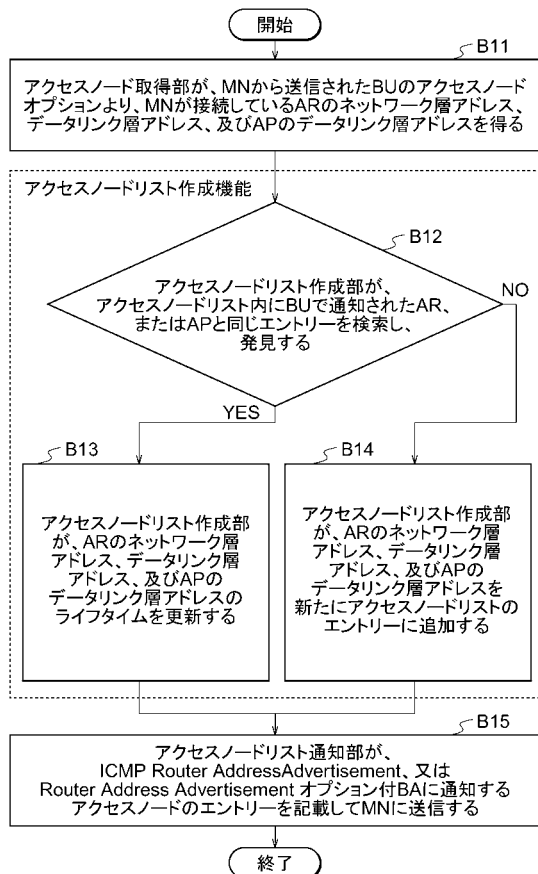 開始
B11
アクセスノード取得部が、MNから送信されたBUのアクセスノード
オプションより、MNが接続しているARのネットワーク層アドレス、
データリンク層アドレス、及びAPのデータリンク層アドレスを得る
アクセスノードリスト作成機能
B12
アクセスノードリスト作成部が、
アクセスノードリスト内にBUで通知されたAR、
またはAPと同じエントリーを検索し、
発見する
NO
YES
B13
アクセスノードリスト作成部
が、ARのネットワーク層
アドレス、データリンク層
アドレス、及びAPの
データリンク層アドレスの
ライフタイムを更新する
B14
アクセスノードリスト作成部
が、ARのネットワーク層
アドレス、データリンク層
アドレス、及びAPの
データリンク層アドレスを
新たにアクセスノードリストの
エントリーに追加する
B15
アクセスノードリスト通知部が、
ICMP Router AddressAdvertisement、又は
Router Address Advertisement オプション付BAに通知する
アクセスノードのエントリーを記載してMNに送信する
終了